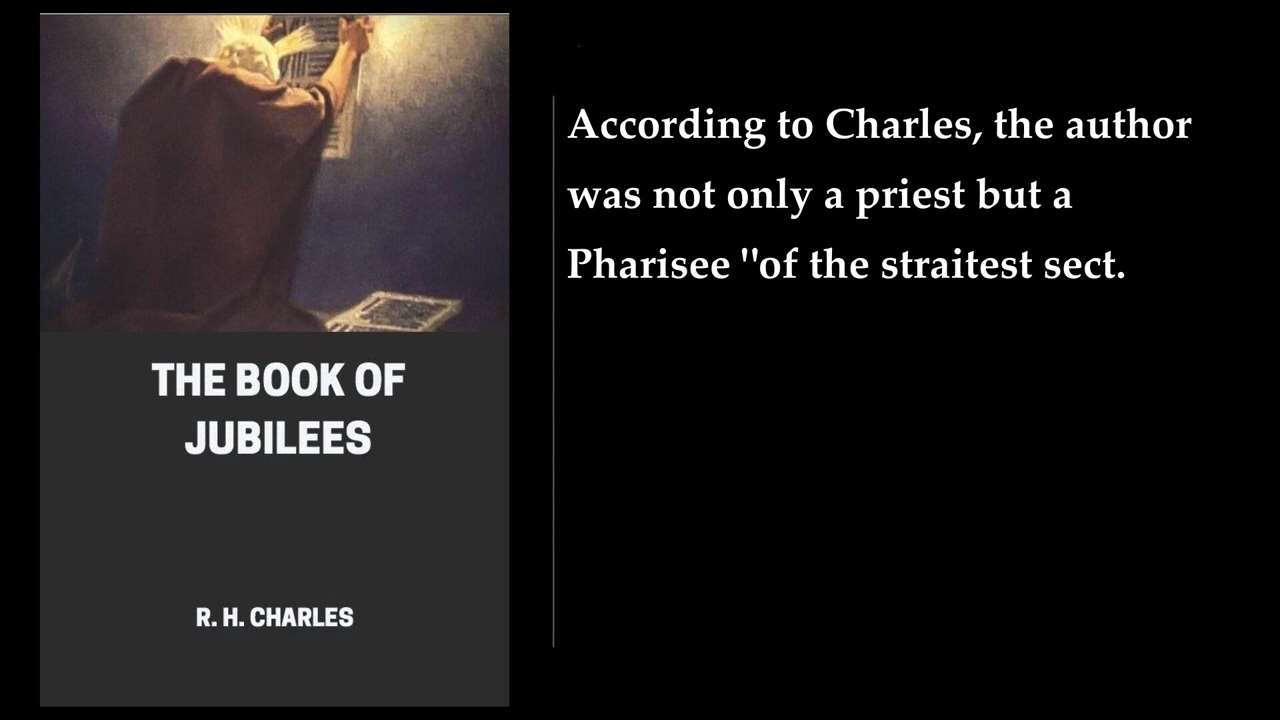 THE BOOK OF
JUBILEES
R. H. CHARLES
According to Charles, the author
was not only a priest but a
Pharisee "of the straitest sect.